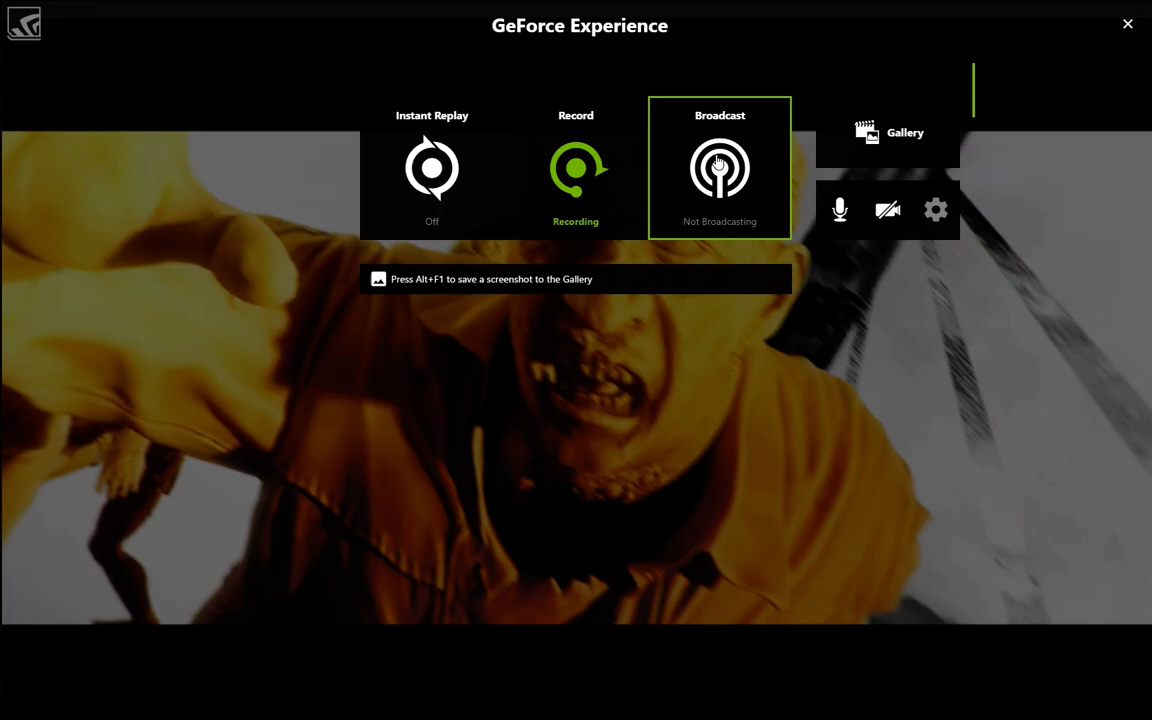 GeForce Experience
Instant Replay
Record
Broadcast
Gallery
Off
Recording
Not Broadcasting
Press Alt+F1 to save a screenshot to the Gallery